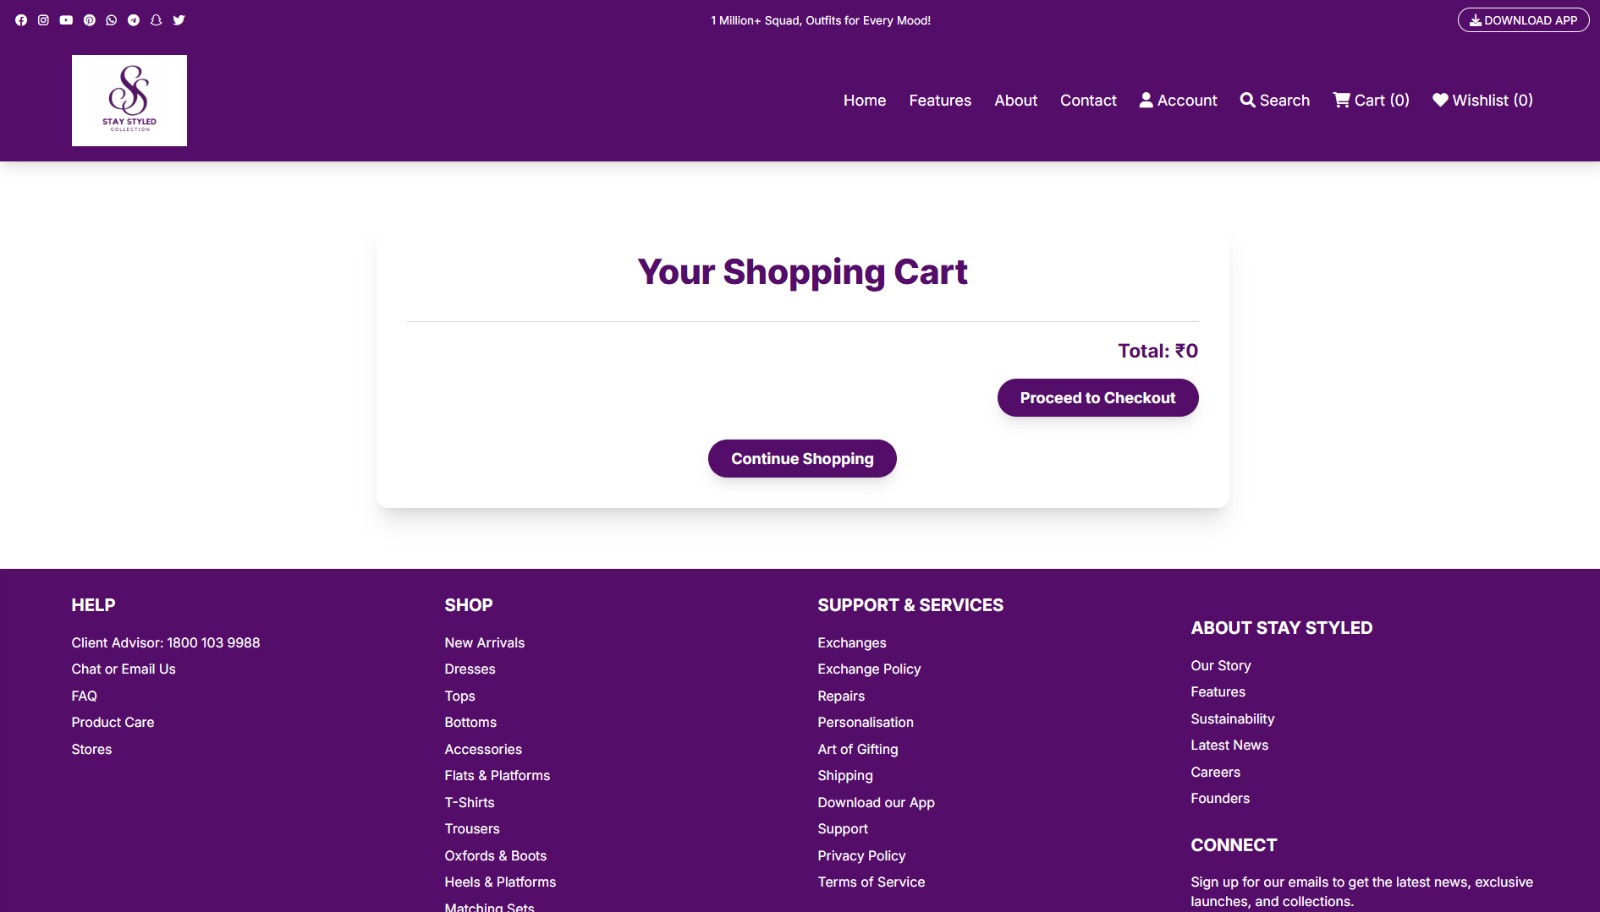 1 Million+ Squad, Outfits for Every Mood!
DOWNLOAD APP
STAY STYLED
COLLECTION
Home
Features
About
Contact
Account
Search
Cart (0)
Wishlist (0)
Your Shopping Cart
Total: ₹0
Proceed to Checkout
Continue Shopping
HELP
Client Advisor: 1800 103 9988
Chat or Email Us
FAQ
Product Care
Stores
SHOP
New Arrivals
Dresses
Tops
Bottoms
Accessories
Flats & Platforms
T-Shirts
Trousers
Oxfords & Boots
Heels & Platforms
Matching Sets
SUPPORT & SERVICES
Exchanges
Exchange Policy
Repairs
Personalisation
Art of Gifting
Shipping
Download our App
Support
Privacy Policy
Terms of Service
ABOUT STAY STYLED
Our Story
Features
Sustainability
Latest News
Careers
Founders
CONNECT
Sign up for our emails to get the latest news, exclusive
launches, and collections.